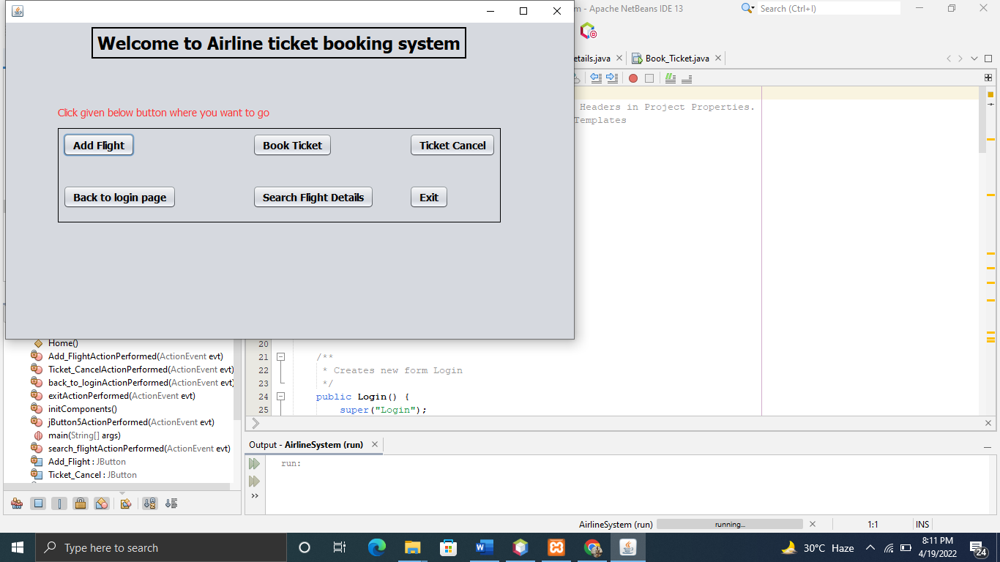 m - Apache NetBeans IDE 13
Search (Ctrl+I)
Welcome to Airline ticket booking system
etails.java
Book_Ticket.java
Click given below button where you want to go
Headers in Project Properties.
Templates
Add Flight
Book Ticket
Ticket Cancel
Back to login page
Search Flight Details
Exit
Home()
Add_FlightActionPerformed(ActionEvent evt)
Ticket_CancelActionPerformed(ActionEvent evt)
back_to_loginActionPerformed(ActionEvent evt)
exitActionPerformed(ActionEvent evt)
initComponents()
jButton5ActionPerformed(ActionEvent evt)
main(String[] args)
search_flightActionPerformed(ActionEvent evt)
Add_Flight : JButton
Ticket_Cancel : JButton
20
21 /**
22 * Creates new form Login
23 */
24 public Login() {
25 super("Login");
Output - AirlineSystem (run)
run:
AirlineSystem (run)
running...
1:1
INS
Type here to search
30°C Haze
8:11 PM
4/19/2022
24